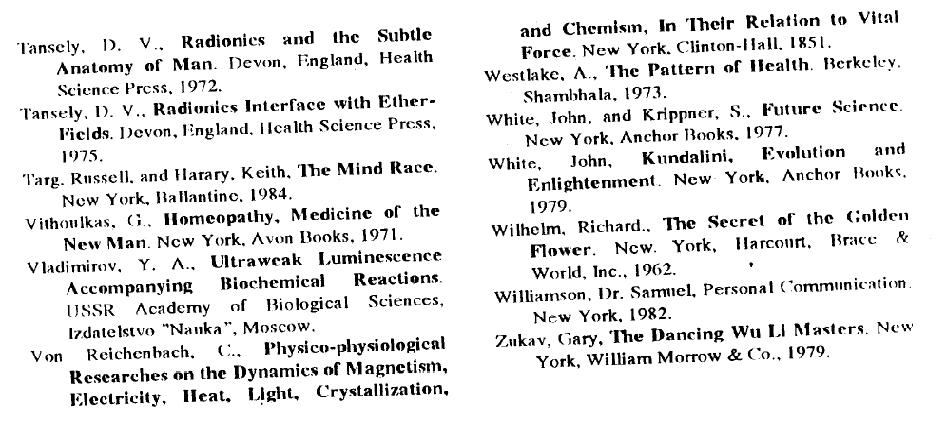 Tansely, D. V., Radionics and the Subtle
Anatomy of Man. Devon, England, Health
Science Press, 1972.
Tansely, D. V., Radionics Interface with Ether-
Fields. Devon, England, Health Science Press,
1975.
Targ, Russell, and Harary, Keith, The Mind Race.
New York, Ballantine, 1984.
Vithoulkas, G., Homeopathy, Medicine of the
New Man. New York, Avon Books, 1971.
Vladimirov, Y. A., Ultraweak Luminescence
Accompanying Biochemical Reactions.
USSR Academy of Biological Sciences,
Izdatelstvo "Nauka", Moscow.
Von Reichenbach, C., Physico-physiological
Researches on the Dynamics of Magnetism,
Electricity, Heat, Light, Crystallization,
and Chemism, In Their Relation to Vital
Force. New York, Clinton-Hall, 1851.
Westlake, A., The Pattern of Health. Berkeley,
Shambhala, 1973.
White, John, and Krippner, S., Future Science.
New York, Anchor Books, 1977.
White, John, Kundalini, Evolution and
Enlightenment. New York, Anchor Books,
1979.
Wilhelm, Richard., The Secret of the Golden
Flower. New. York, Harcourt, Brace &
World, Inc., 1962.
Williamson, Dr. Samuel, Personal Communication.
New York, 1982.
Zukav, Gary, The Dancing Wu Li Masters. New
York, William Morrow & Co., 1979.